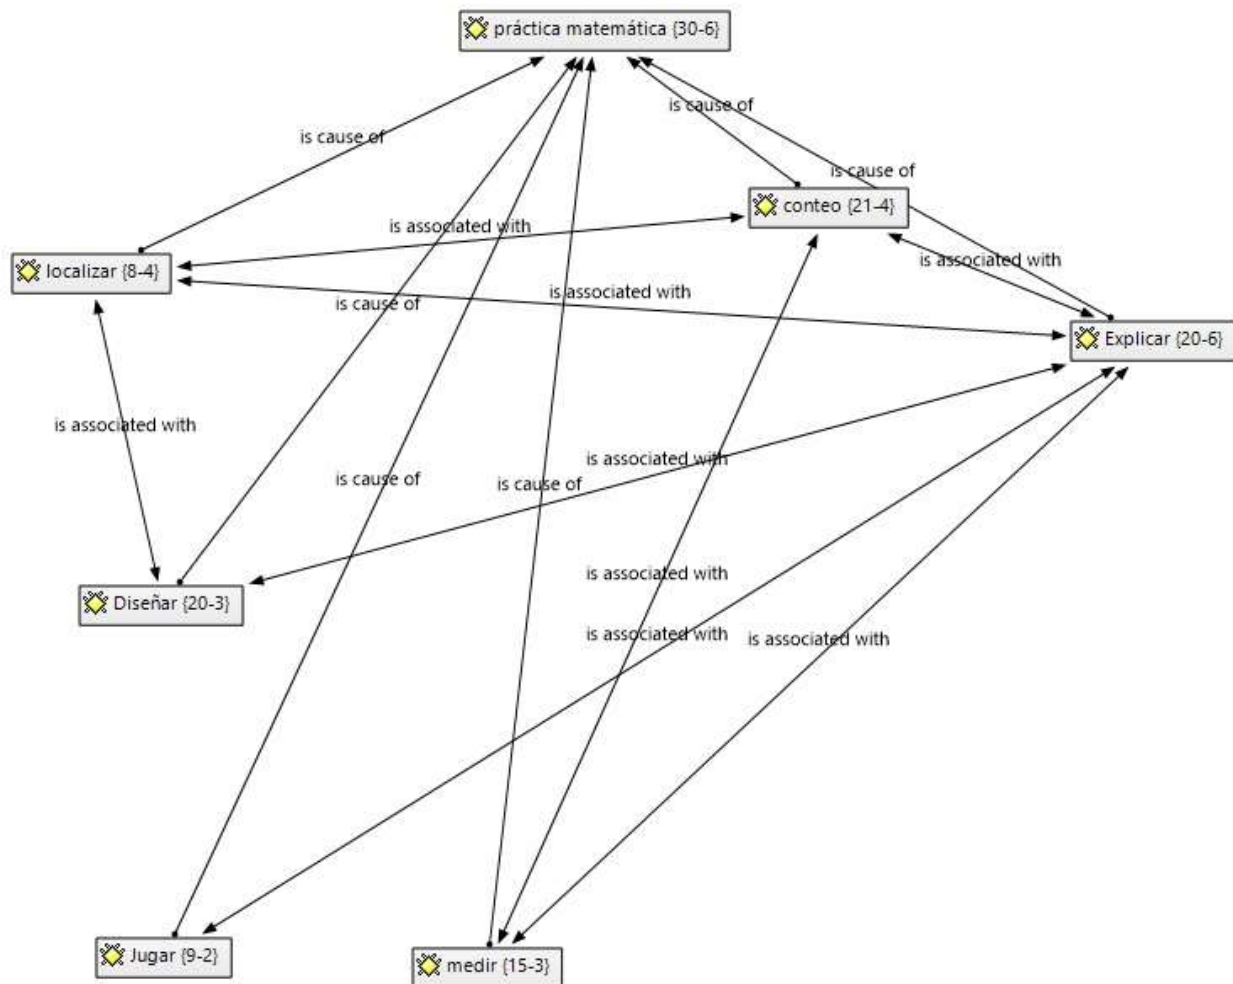 práctica matemática {30-6}
is cause of
is cause of
is cause of
conteo {21-4}
is associated with
is associated with
localizar {8-4}
is associated with
is cause of
Explicar {20-6}
is associated with
is associated with
is cause of
is cause of
is associated with
Diseñar {20-3}
is associated with
is associated with
Jugar {9-2}
medir {15-3}